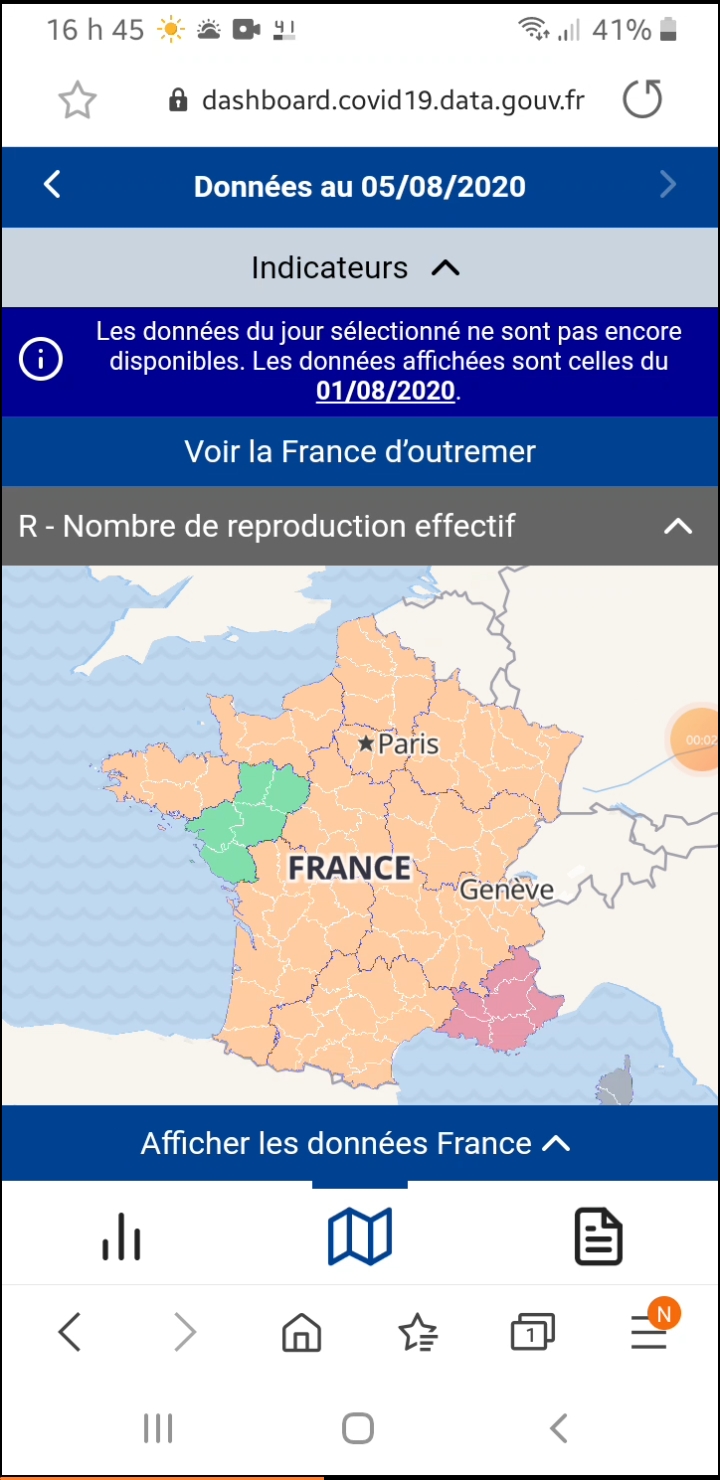 16 h 45
41%
dashboard.covid19.data.gouv.fr
Données au 05/08/2020
Indicateurs
Les données du jour sélectionné ne sont pas encore
disponibles. Les données affichées sont celles du
01/08/2020.
Voir la France d’outremer
R - Nombre de reproduction effectif
Paris
00:02
FRANCE
Genève
Afficher les données France
N
1